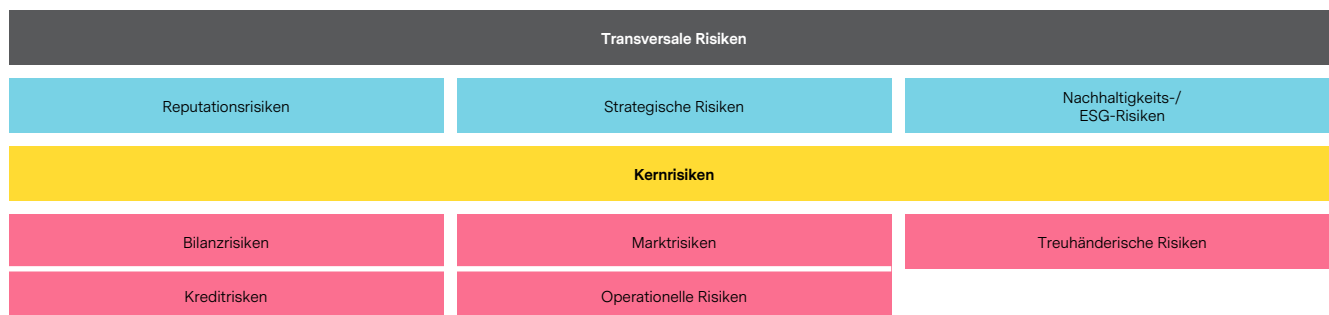 Transversale Risiken
Reputationsrisiken
Strategische Risiken
Nachhaltigkeits-/
ESG-Risiken
Kernrisiken
Bilanzrisiken
Marktrisiken
Treuhänderische Risiken
Kreditrisken
Operationelle Risiken